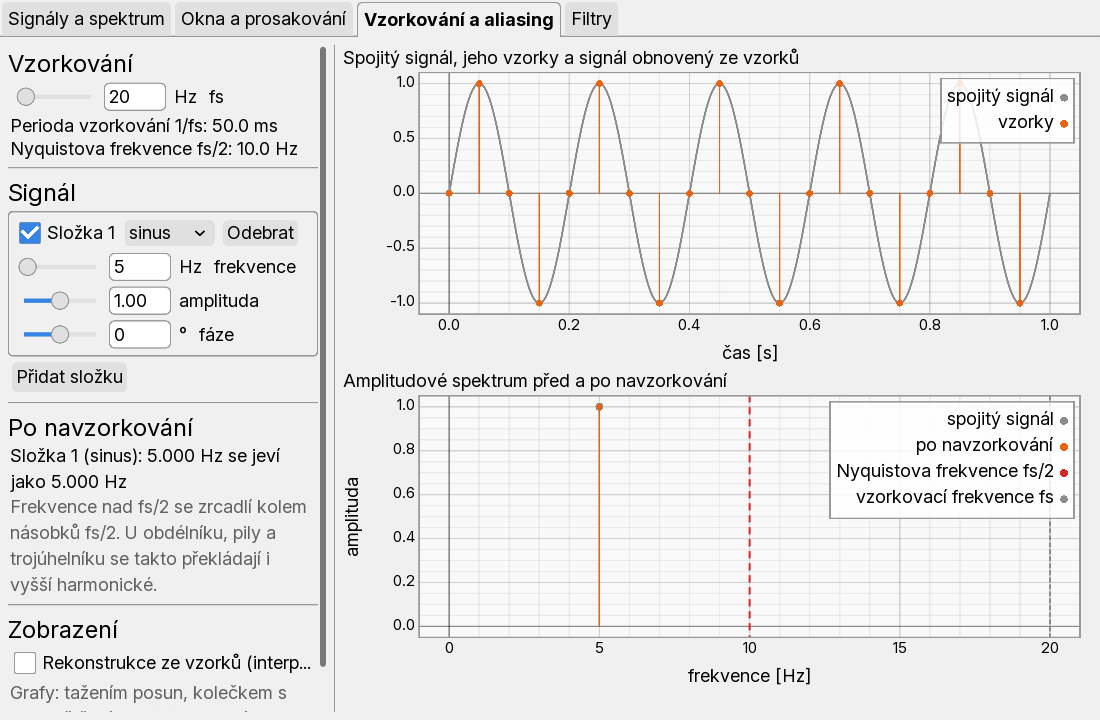 Signály a spektrum
Okna a prosakování
Vzorkování a aliasing
Filtry
Vzorkování
20 Hz fs
Perioda vzorkování 1/fs: 50.0 ms
Nyquistova frekvence fs/2: 10.0 Hz
Signál
Složka 1 sinus Odebrat
5 Hz frekvence
1.00 amplituda
0 ° fáze
Přidat složku
Po navzorkování
Složka 1 (sinus): 5.000 Hz se jeví
jako 5.000 Hz
Frekvence nad fs/2 se zrcadlí kolem
násobků fs/2. U obdélníku, pily a
trojúhelníku se takto překládají i
vyšší harmonické.
Zobrazení
Rekonstrukce ze vzorků (interp...
Grafy: tažením posun, kolečkem s
Spojitý signál, jeho vzorky a signál obnovený ze vzorků
1.0
0.5
0.0
-0.5
-1.0
spojitý signál
vzorky
0.0 0.2 0.4 0.6 0.8 1.0
čas [s]
Amplitudové spektrum před a po navzorkování
amplituda
1.0
0.8
0.6
0.4
0.2
0.0
spojitý signál
po navzorkování
Nyquistova frekvence fs/2
vzorkovací frekvence fs
0 5 10 15 20
frekvence [Hz]